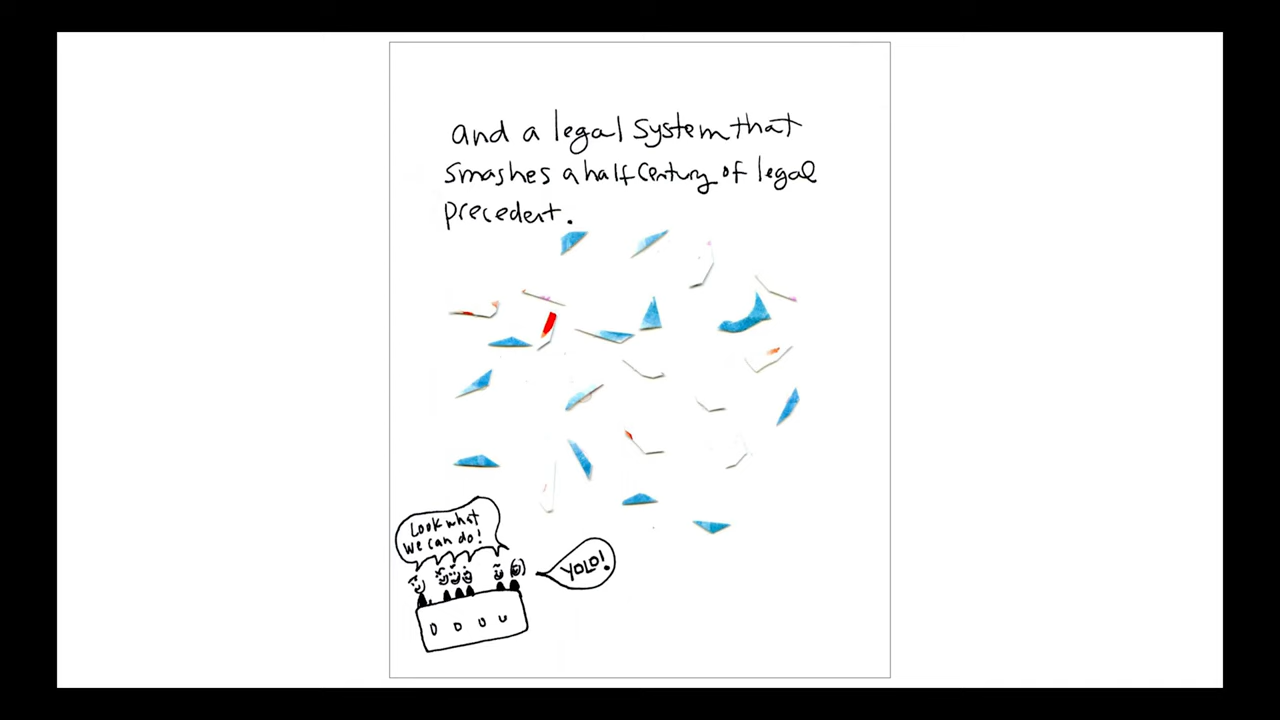 and a legal system that
smashes a half century of legal
precedent.
Look what
we can do!
YOLO!